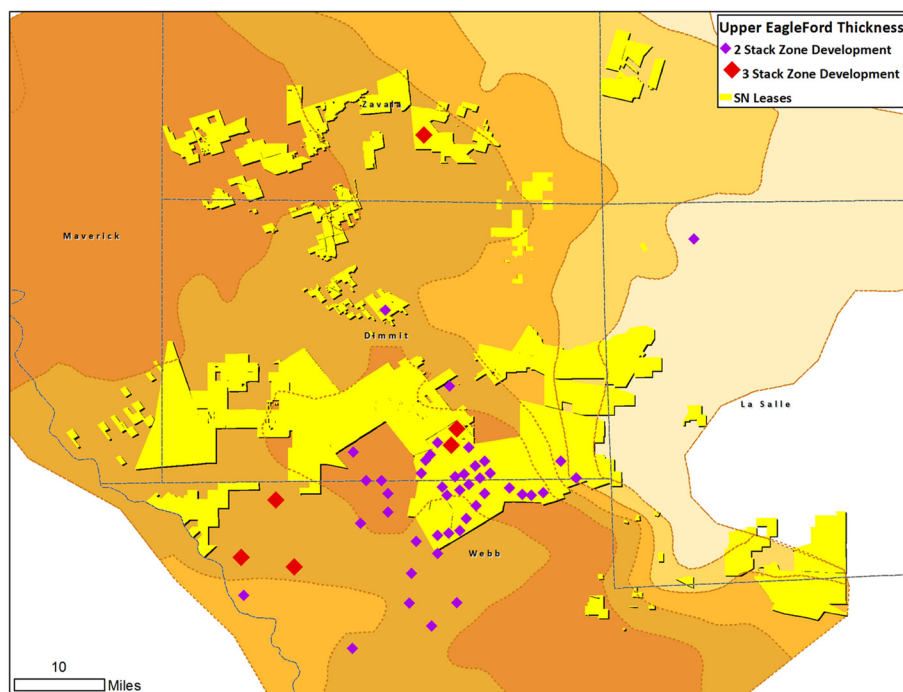 Upper EagleFord Thickness
2 Stack Zone Development
3 Stack Zone Development
SN Leases
Zavala
Maverick
Dimmit
La Salle
Webb
10
Miles